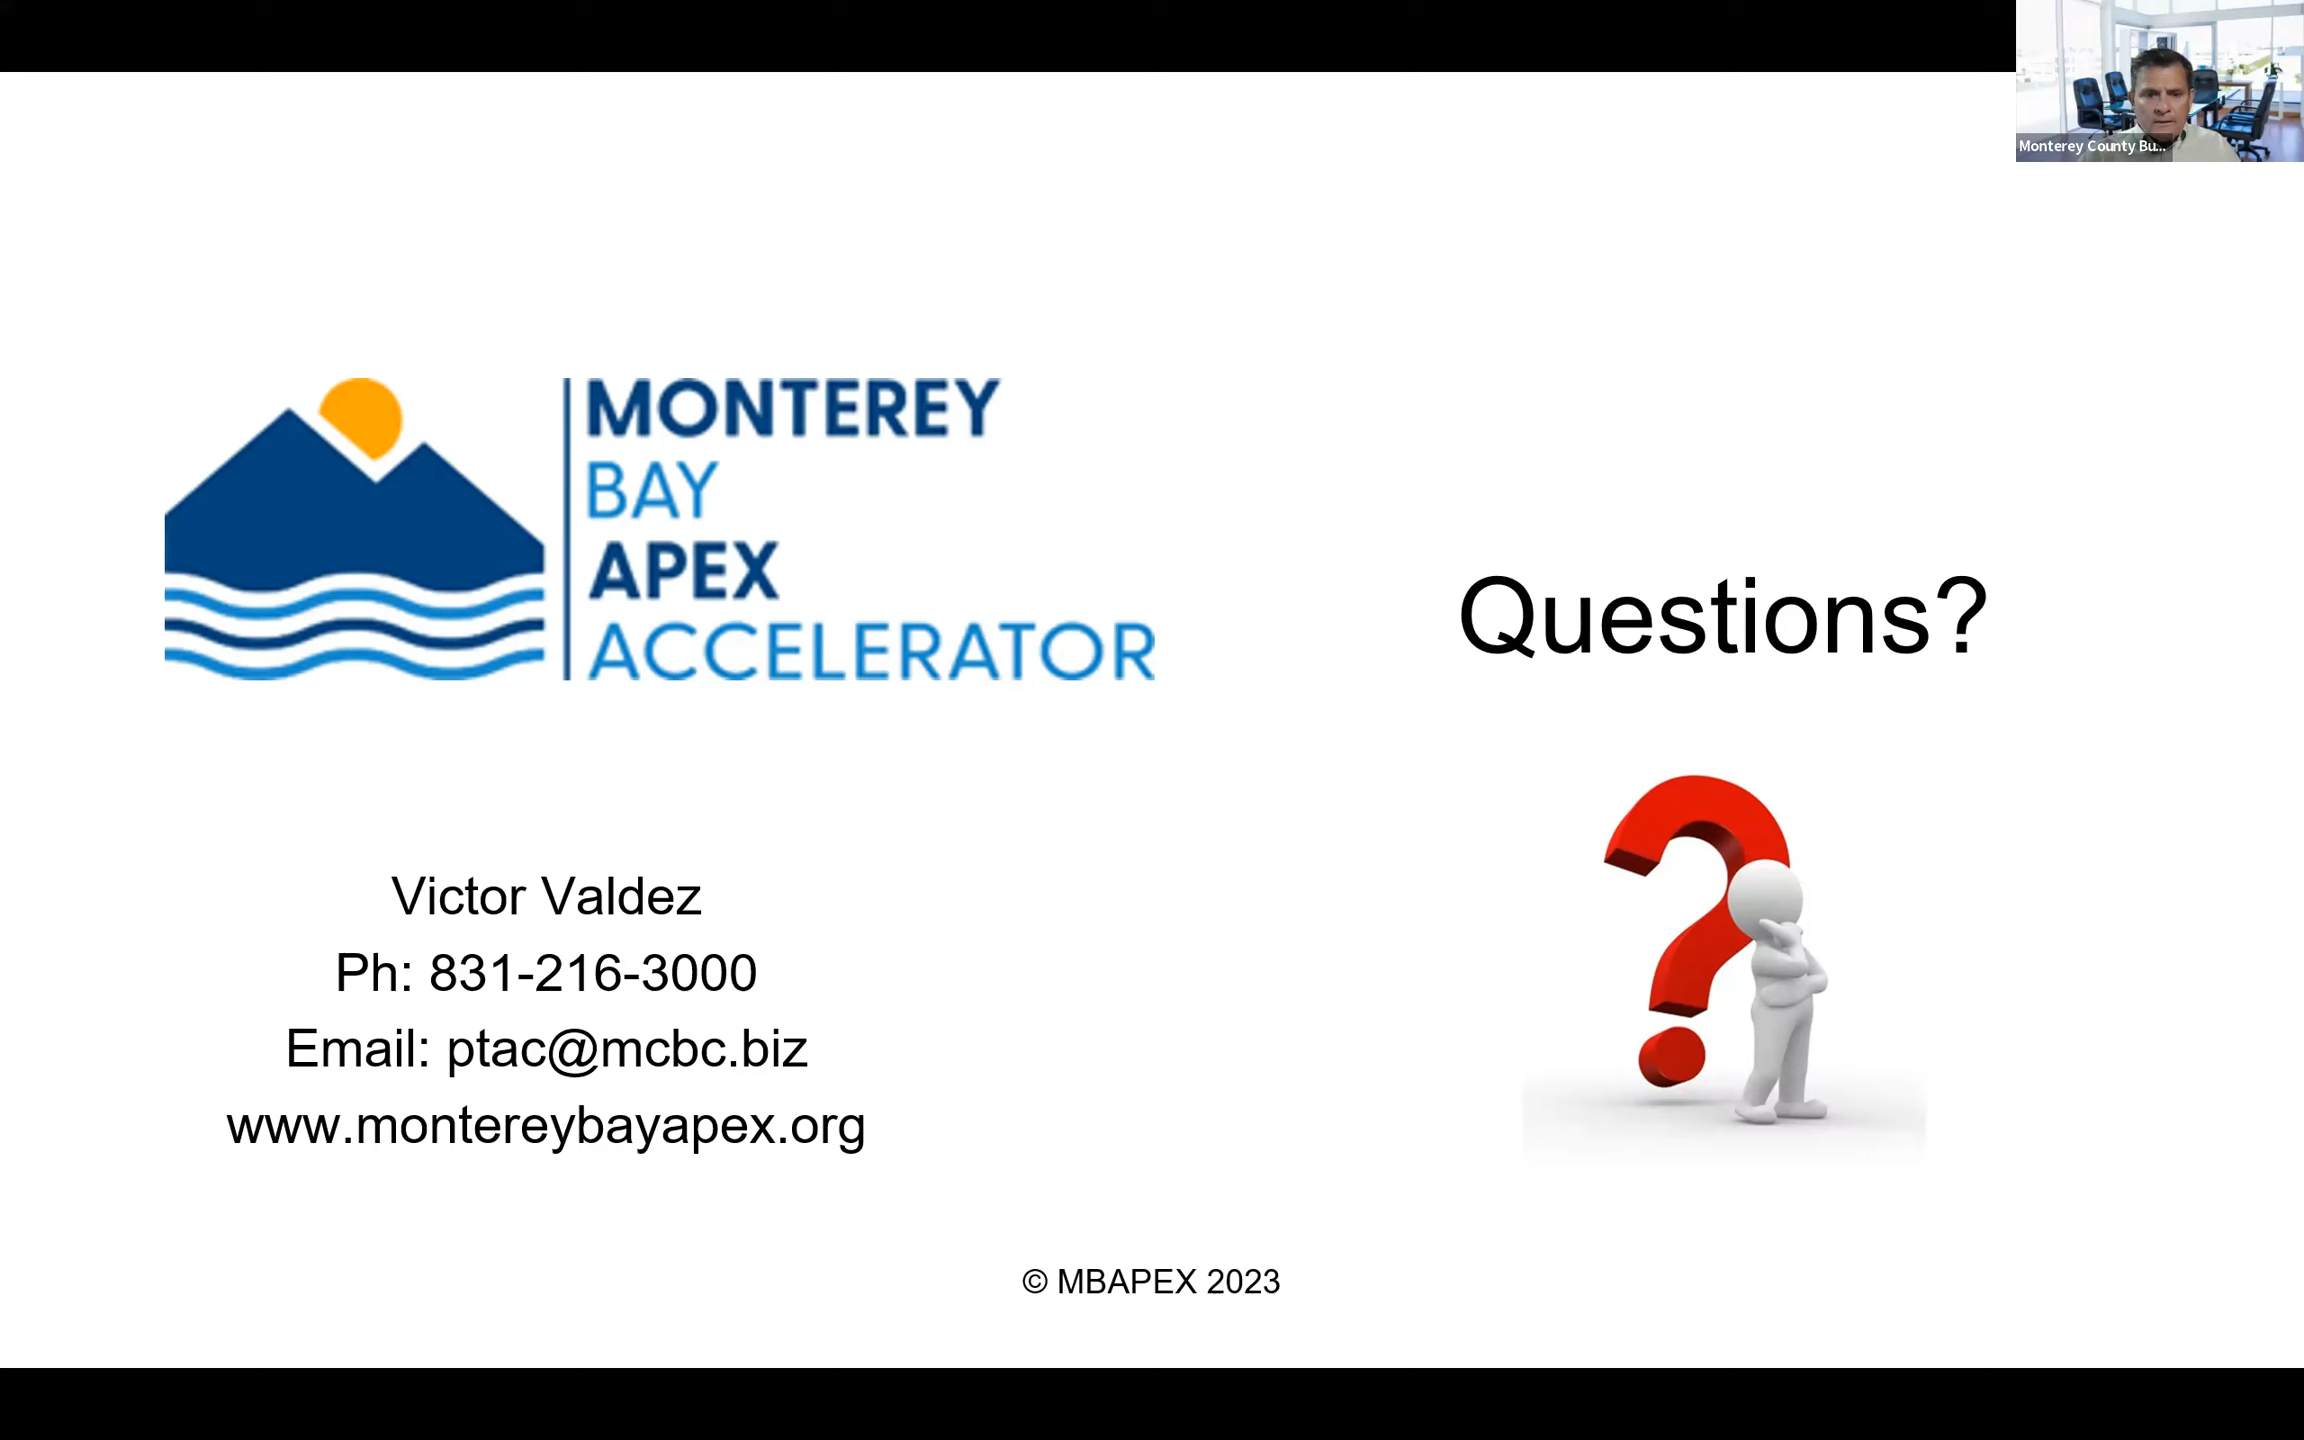 Monterey County Bu...
MONTEREY
BAY
APEX
ACCELERATOR
Questions?
Victor Valdez
Ph: 831-216-3000
Email: ptac@mcbc.biz
www.montereybayapex.org
© MBAPEX 2023